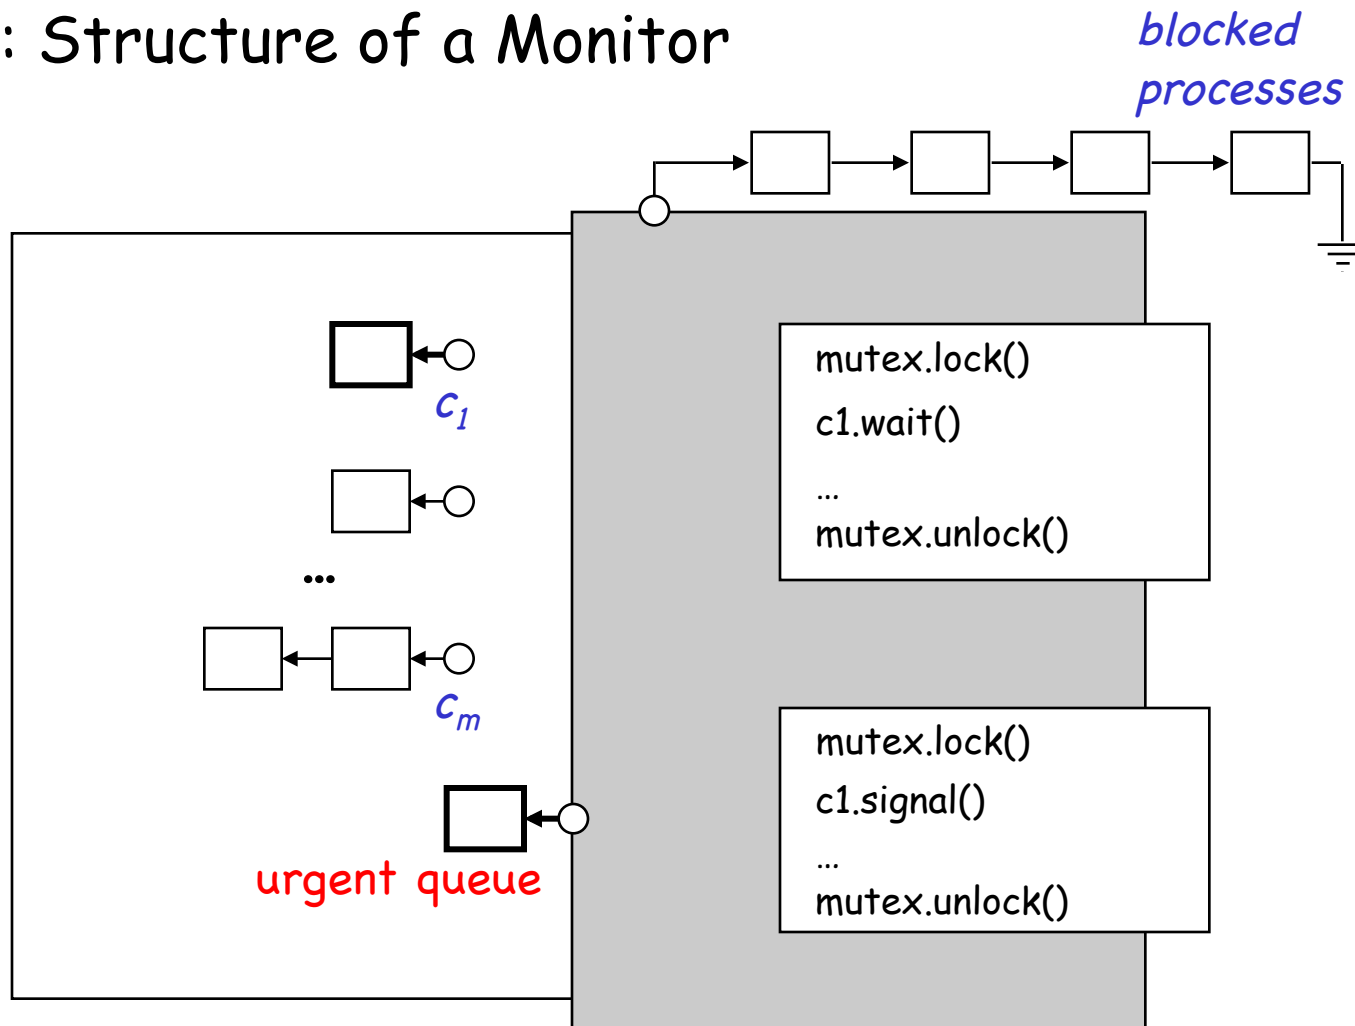 : Structure of a Monitor
blocked
processes
mutex.lock()
c1.wait()
...
mutex.unlock()
c1
...
cm
urgent queue
mutex.lock()
c1.signal()
...
mutex.unlock()